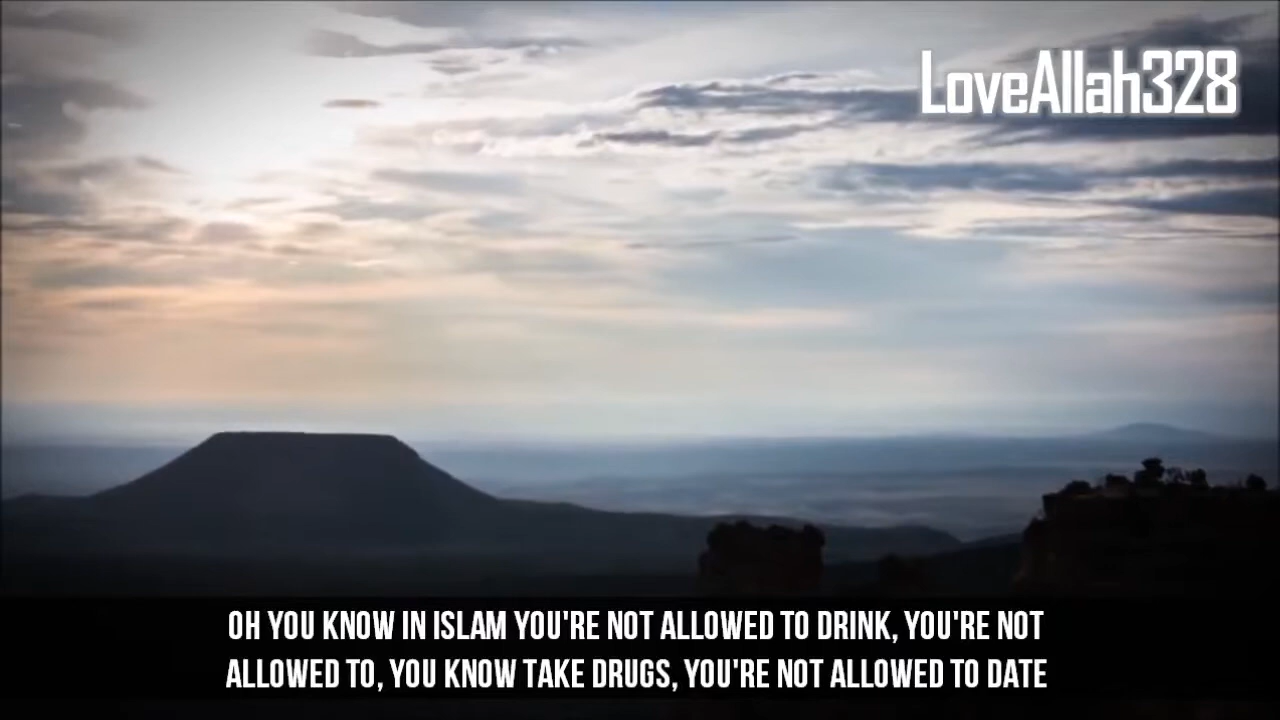 LoveAllah328
OH YOU KNOW IN ISLAM YOU'RE NOT ALLOWED TO DRINK, YOU'RE NOT
ALLOWED TO, YOU KNOW TAKE DRUGS, YOU'RE NOT ALLOWED TO DATE